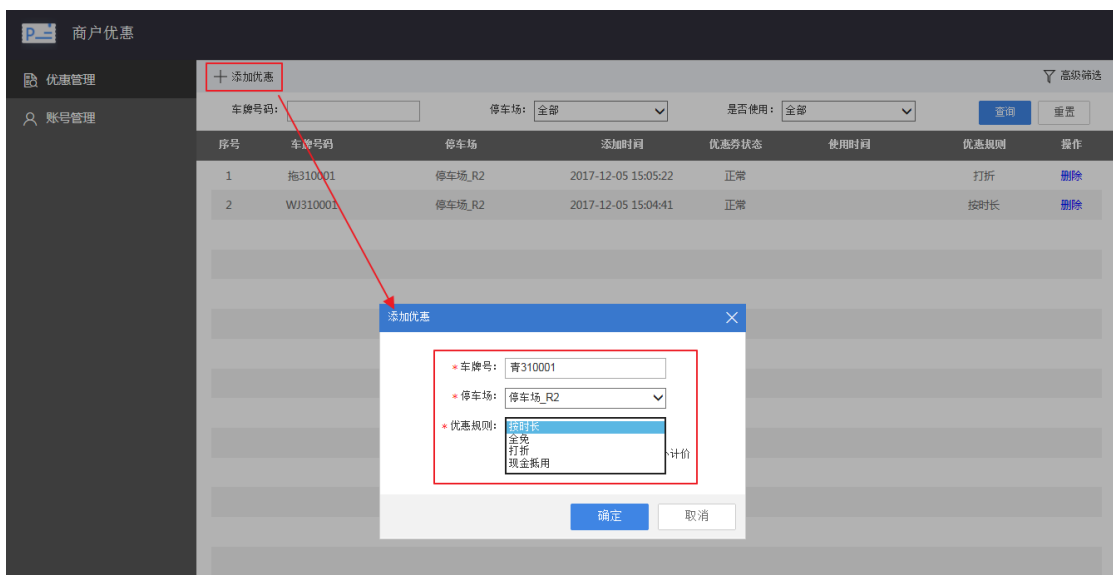 商户优惠
优惠管理
账号管理
添加优惠
高级筛选
车牌号码：
停车场： 全部
是否使用： 全部
查询
重置
序号 车牌号码 停车场 添加时间 优惠券状态 使用时间 优惠规则 操作
1 拖310001 停车场_R2 2017-12-05 15:05:22 正常 打折 删除
2 WJ310001 停车场_R2 2017-12-05 15:04:41 正常 按时长 删除
添加优惠
*车牌号： 青310001
*停车场： 停车场_R2
*优惠规则： 按时长
全免
打折
现金抵用
计价
确定 取消